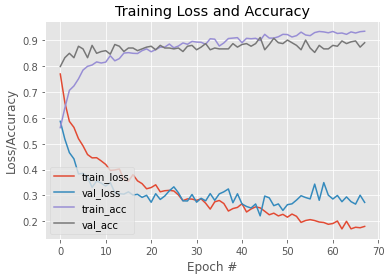 Training Loss and Accuracy
Loss/Accuracy
0.9
0.8
0.7
0.6
0.5
0.4
0.3
0.2
train_loss
val_loss
train_acc
val_acc
0 10 20 30 40 50 60 70
Epoch #